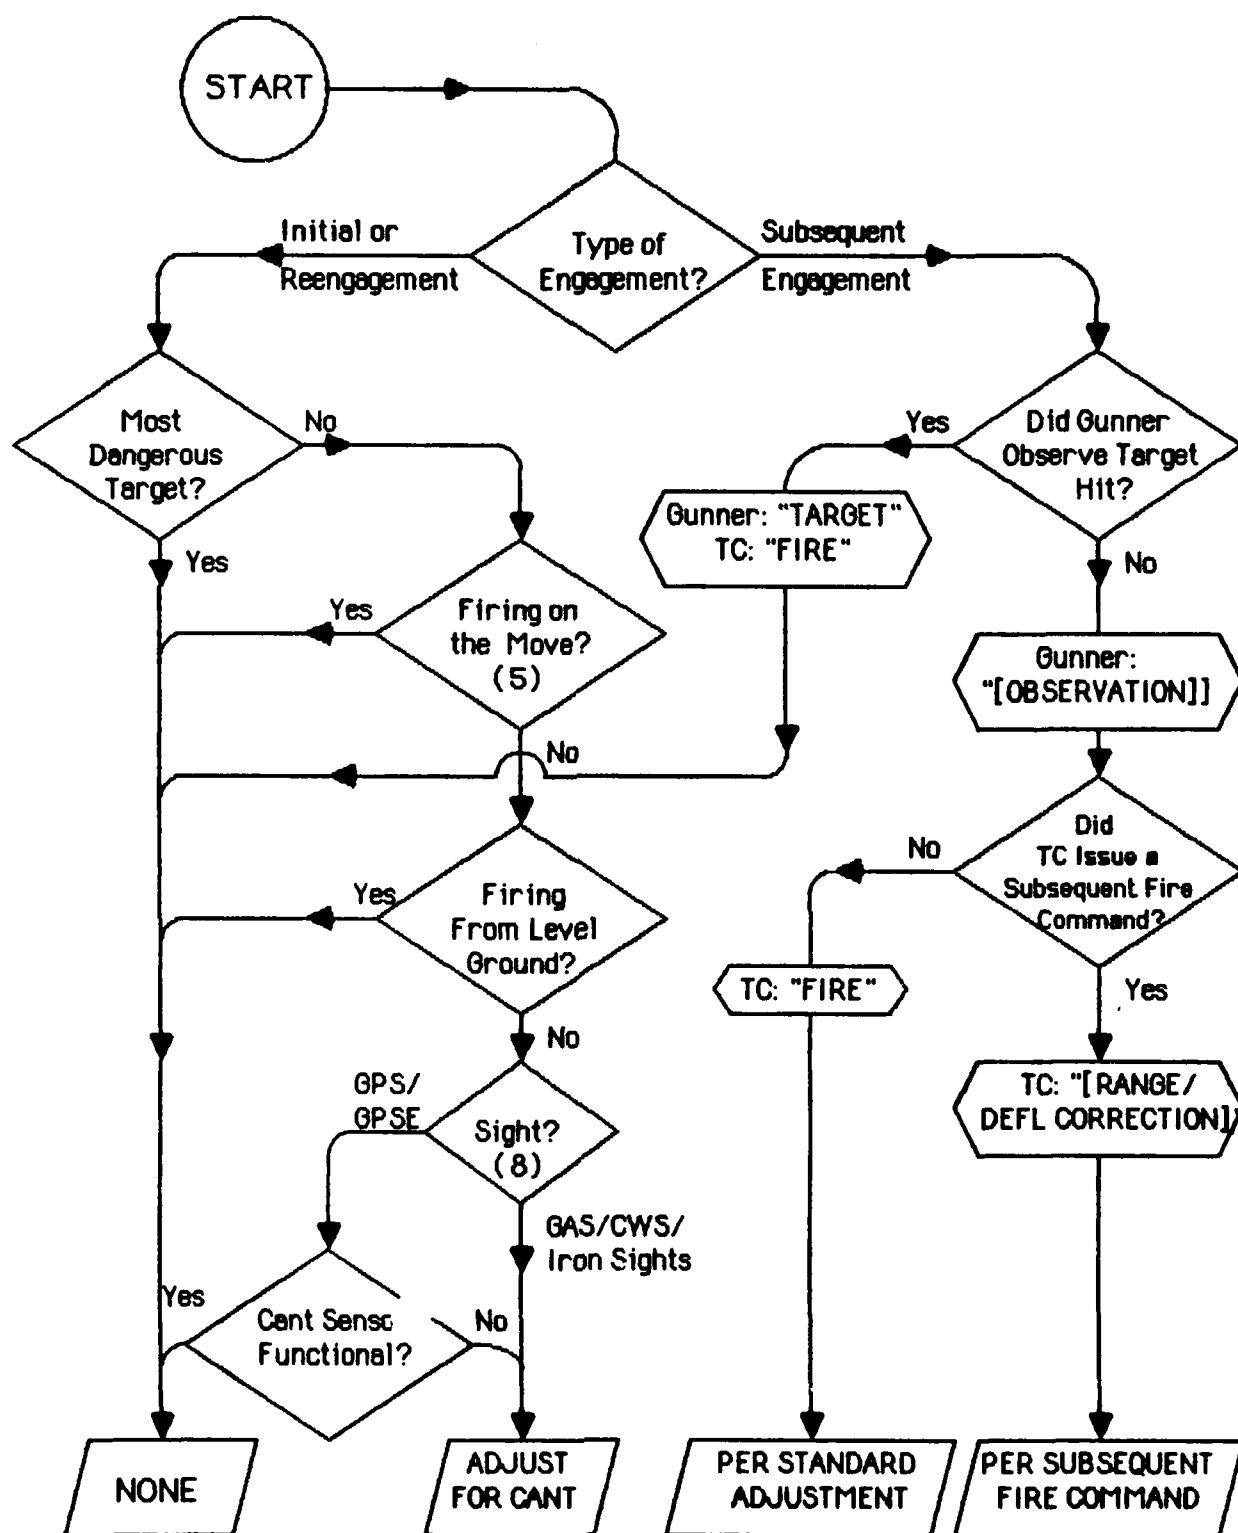 START
Type of
Engagement?
Initial or
Reengagement
Subsequent
Engagement
Most
Dangerous
Target?
No
Yes
Did Gunner
Observe Target
Hit?
Yes
No
Gunner: "TARGET"
TC: "FIRE"
Firing on
the Move?
(5)
Yes
No
Gunner:
"[OBSERVATION]]
Did
TC Issue a
Subsequent Fire
Command?
No
Yes
Firing
From Level
Ground?
Yes
No
TC: "FIRE"
TC: "[RANGE/
DEFL CORRECTION]"
GPS/
GPSE
Sight?
(8)
GAS/CWS/
Iron Sights
Cant Sensc
Functional?
Yes
No
NONE
ADJUST
FOR CANT
PER STANDARD
ADJUSTMENT
PER SUBSEQUENT
FIRE COMMAND